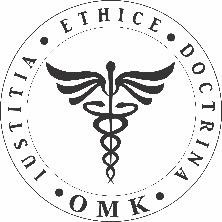 IUSTITIA • ETHICE • DOCTRINA
• OMK •